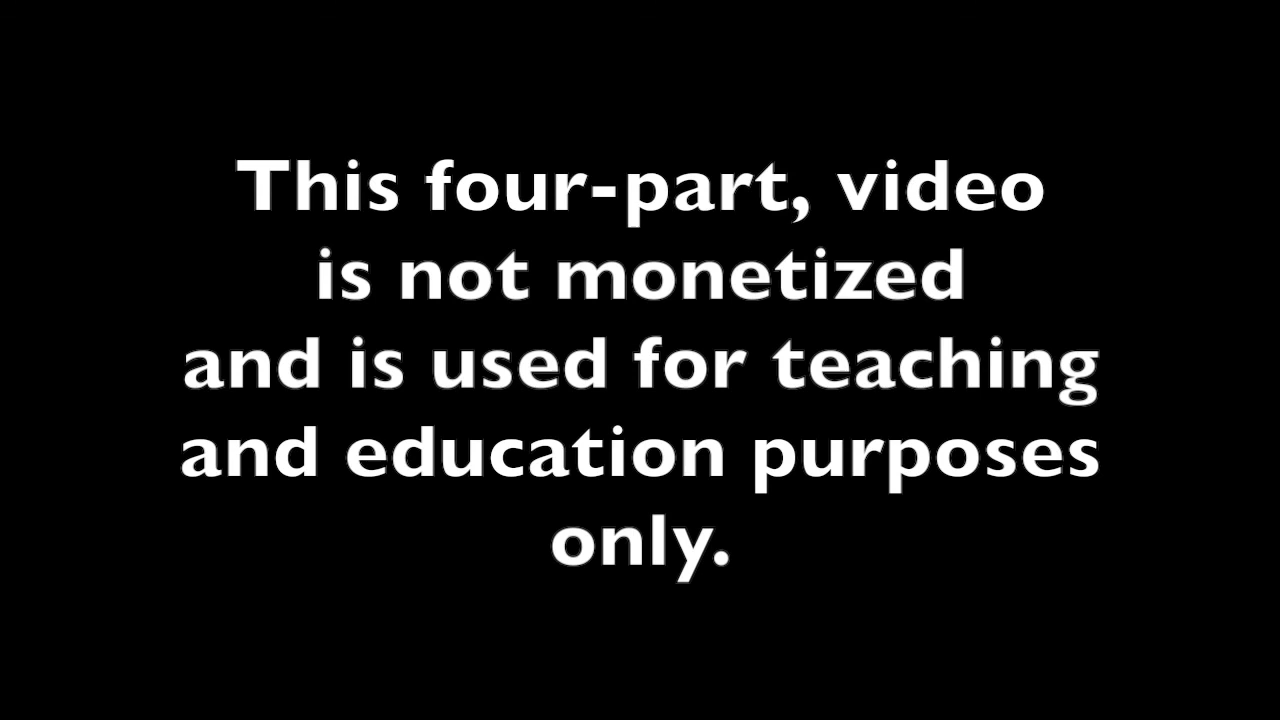 This four-part, video
is not monetized
and is used for teaching
and education purposes
only.